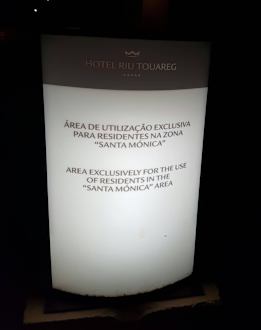 HOTEL RIU TOUAREG
ÁREA DE UTILIZAÇÃO EXCLUSIVA
PARA RESIDENTES NA ZONA
"SANTA MÓNICA"
AREA EXCLUSIVELY FOR THE USE
OF RESIDENTS IN THE
"SANTA MÓNICA" AREA